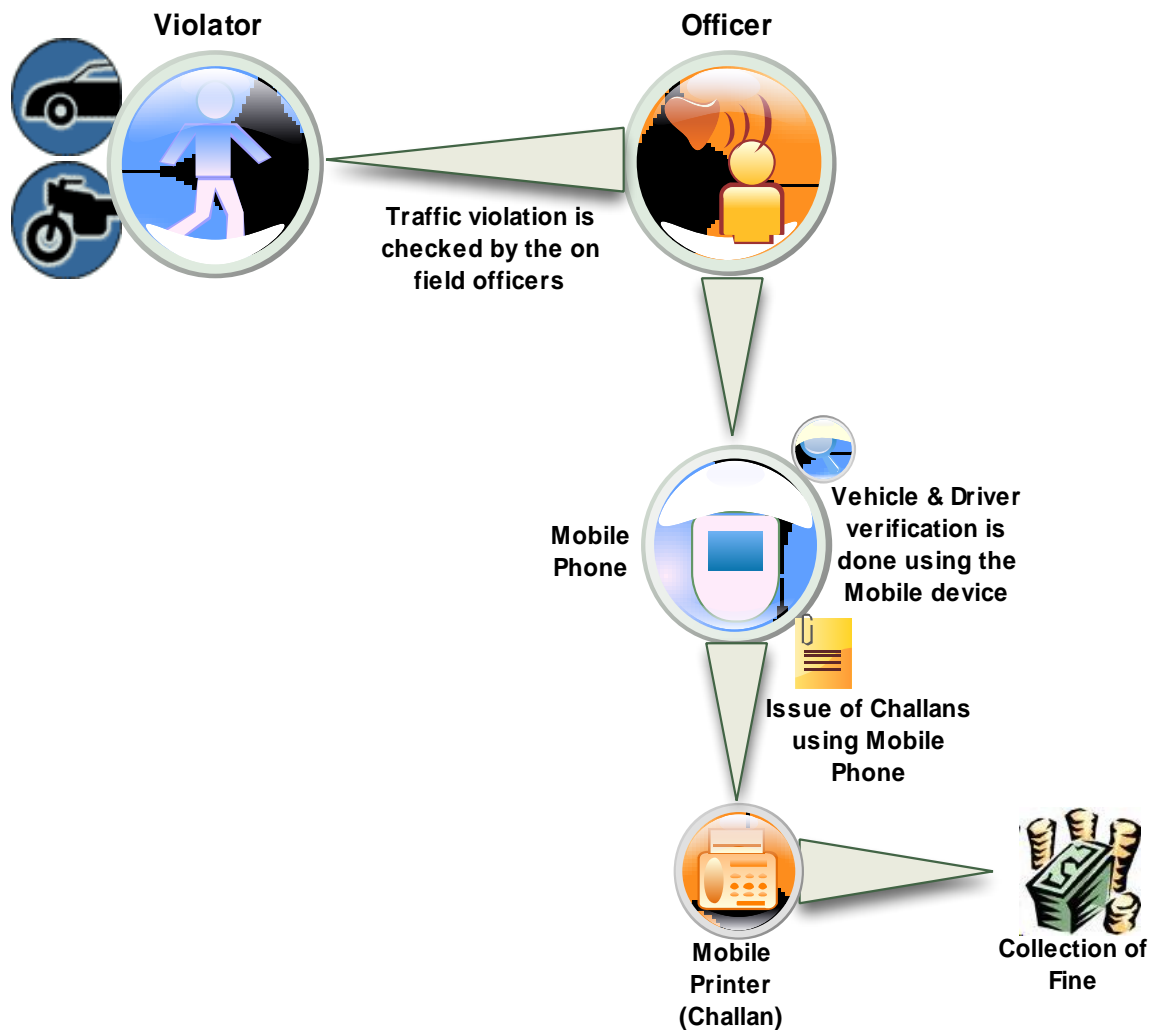 Violator
Officer
Traffic violation is
checked by the on
field officers
Mobile
Phone
Vehicle & Driver
verification is
done using the
Mobile device
Issue of Challans
using Mobile
Phone
Mobile
Printer
(Challan)
Collection of
Fine